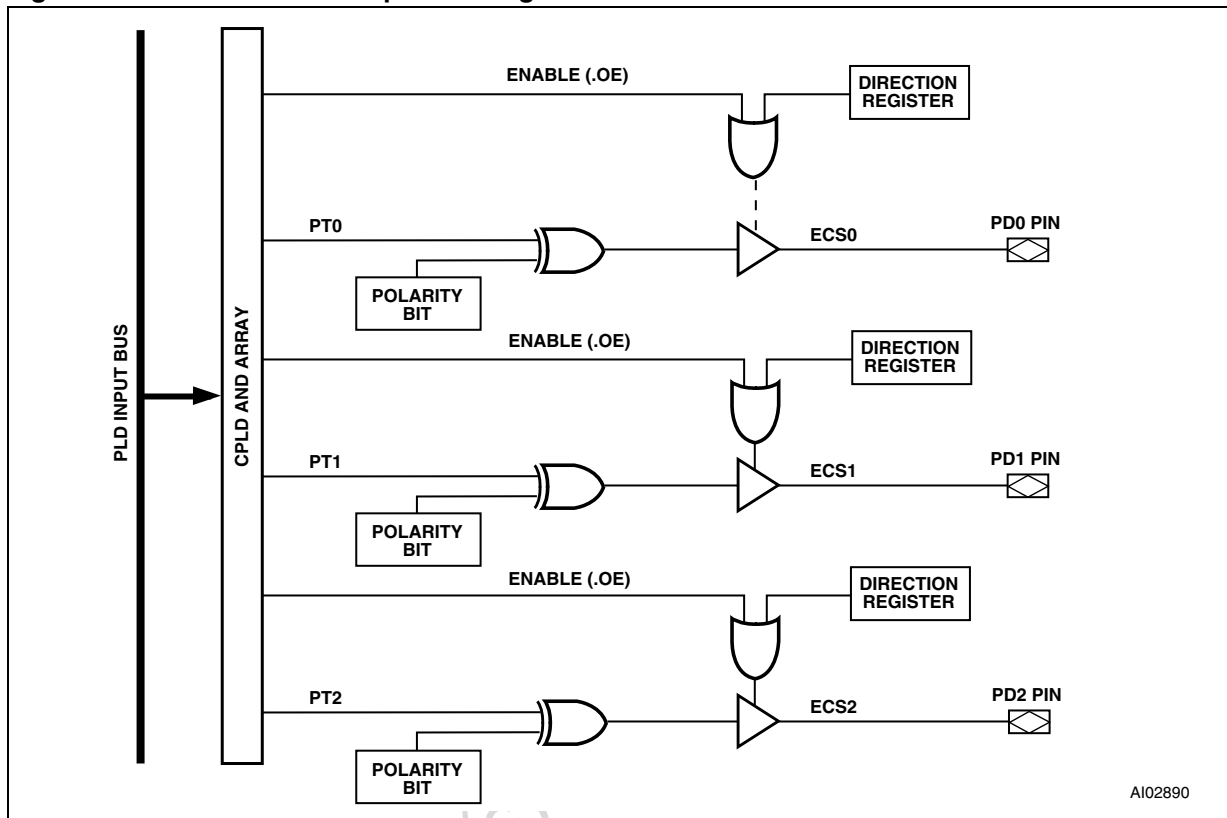 ENABLE (.OE)
DIRECTION
REGISTER
PT0
ECS0
PD0 PIN
POLARITY
BIT
ENABLE (.OE)
DIRECTION
REGISTER
PLD INPUT BUS
CPLD AND ARRAY
PT1
ECS1
PD1 PIN
POLARITY
BIT
ENABLE (.OE)
DIRECTION
REGISTER
PT2
ECS2
PD2 PIN
POLARITY
BIT
AI02890